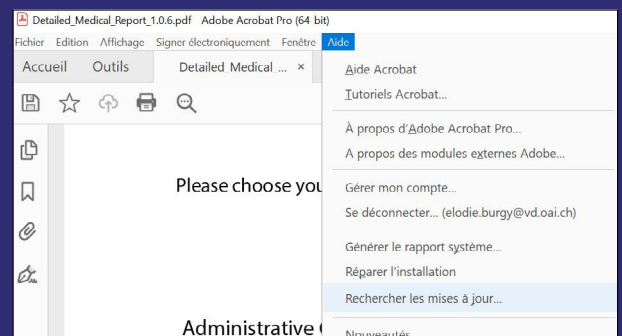 Detailed_Medical_Report_1.0.6.pdf Adobe Acrobat Pro (64 bit)
Fichier Edition Affichage Signer électroniquement Fenêtre Aide
Accueil Outils Detailed Medical ... ×
Aide Acrobat
Tutoriels Acrobat...
À propos d'Adobe Acrobat Pro...
A propos des modules externes Adobe...
Please choose you
Gérer mon compte...
Se déconnecter... (elodie.burgy@vd.oai.ch)
Générer le rapport système...
Réparer l'installation
Rechercher les mises à jour...
Administrative
Nouveautés